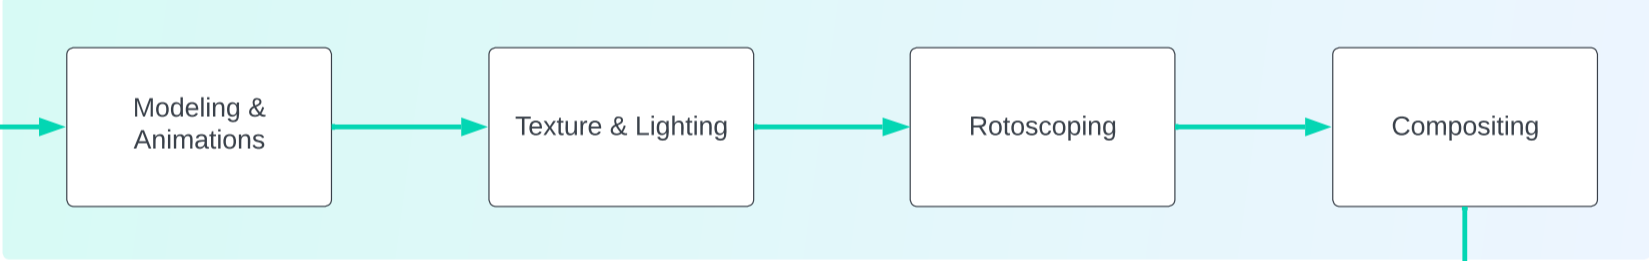 Modeling &
Animations
Texture & Lighting
Rotoscoping
Compositing